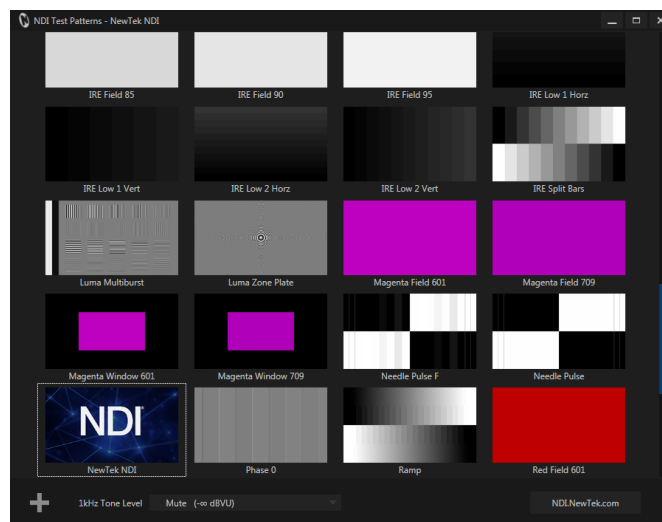 NDI Test Patterns - NewTek NDI
IRE Field 85
IRE Field 90
IRE Field 95
IRE Low 1 Horz
IRE Low 1 Vert
IRE Low 2 Horz
IRE Low 2 Vert
IRE Split Bars
Luma Multiburst
Luma Zone Plate
Magenta Field 601
Magenta Field 709
Magenta Window 601
Magenta Window 709
Needle Pulse F
Needle Pulse
NDI
NewTek NDI
Phase 0
Ramp
Red Field 601
1kHz Tone Level
Mute (-∞ dBVU)
NDI.NewTek.com